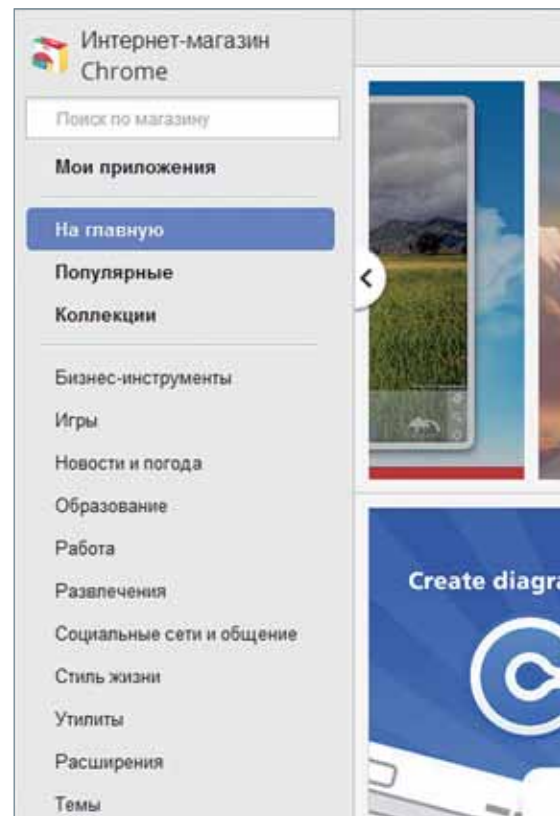 Интернет-магазин
Chrome
Поиск по магазину
Мои приложения
На главную
Популярные
Коллекции
Бизнес-инструменты
Игры
Новости и погода
Образование
Работа
Развлечения
Социальные сети и общение
Стиль жизни
Утилиты
Расширения
Темы
Create diagra